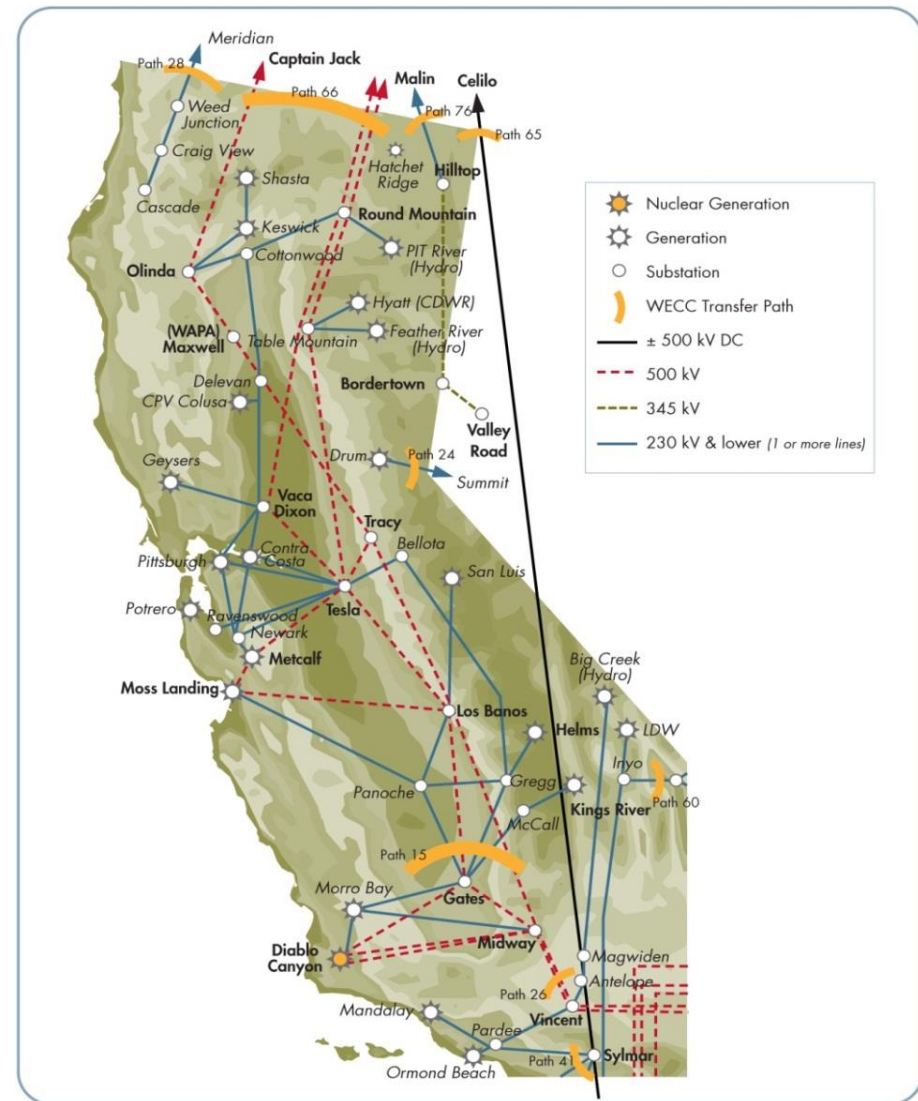 Meridian
Path 28
Captain Jack
Path 66
Malin
Path 76
Celilo
Path 65
Weed
Junction
Craig View
Cascade
Shasta
Hatchet
Ridge
Hilltop
Keswick
Round Mountain
Cottonwood
PIT River
(Hydro)
Olinda
Hyatt (CDWR)
(WAPA)
Maxwell
Table Mountain
Feather River
(Hydro)
Delevan
CPV Colusa
Bordertown
Valley
Road
Geysers
Drum
Path 24
Summit
Vaca
Dixon
Tracy
Bellota
Pittsburgh
Contra
Costa
San Luis
Potrero
Ravenswood
Newark
Tesla
Metcalf
Moss Landing
Big Creek
(Hydro)
Los Banos
Helms
LDW
Inyo
Panoche
Gregg
Kings River
Path 60
McCall
Path 15
Gates
Morro Bay
Midway
Diablo
Canyon
Magwiden
Antelope
Path 26
Vincent
Mandalay
Pardee
Path 41
Sylmar
Ormond Beach
Nuclear Generation
Generation
Substation
WECC Transfer Path
± 500 kV DC
500 kV
345 kV
230 kV & lower (1 or more lines)